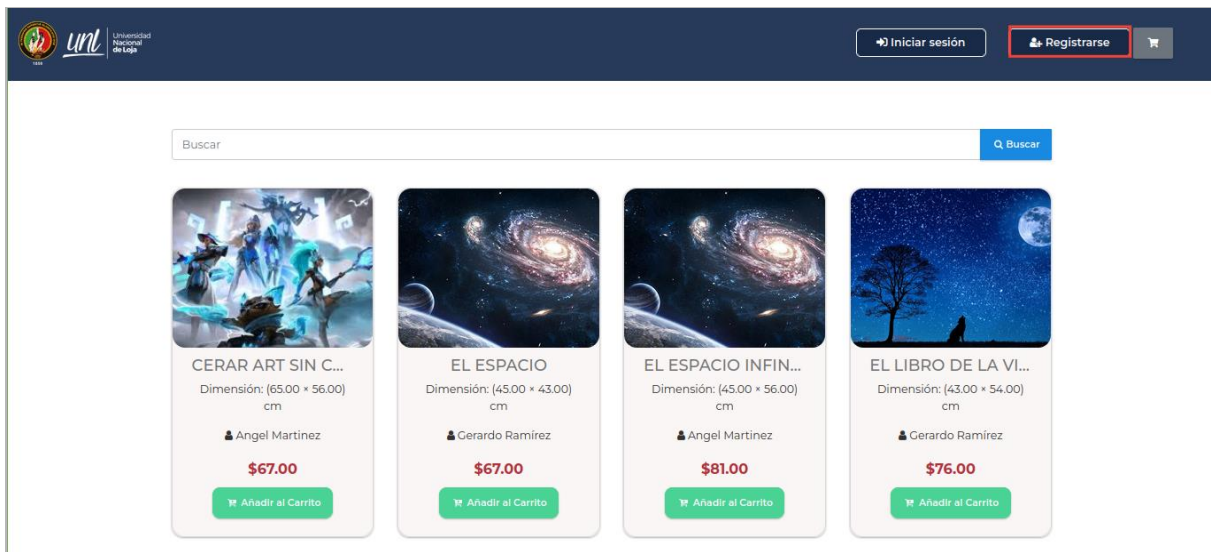 unl
Universidad
Nacional
de Loja
1859
Iniciar sesión
Registrarse
Buscar
Buscar
CERAR ART SIN C...
Dimensión: (65.00 × 56.00)
cm
Angel Martinez
$67.00
Añadir al Carrito
EL ESPACIO
Dimensión: (45.00 × 43.00)
cm
Gerardo Ramírez
$67.00
Añadir al Carrito
EL ESPACIO INFIN...
Dimensión: (45.00 × 56.00)
cm
Angel Martinez
$81.00
Añadir al Carrito
EL LIBRO DE LA VI...
Dimensión: (43.00 × 54.00)
cm
Gerardo Ramírez
$76.00
Añadir al Carrito